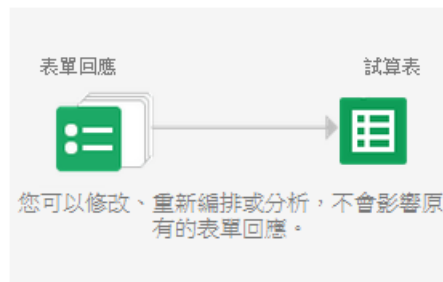 表單回應
試算表
您可以修改、重新編排或分析，不會影響原
有的表單回應。